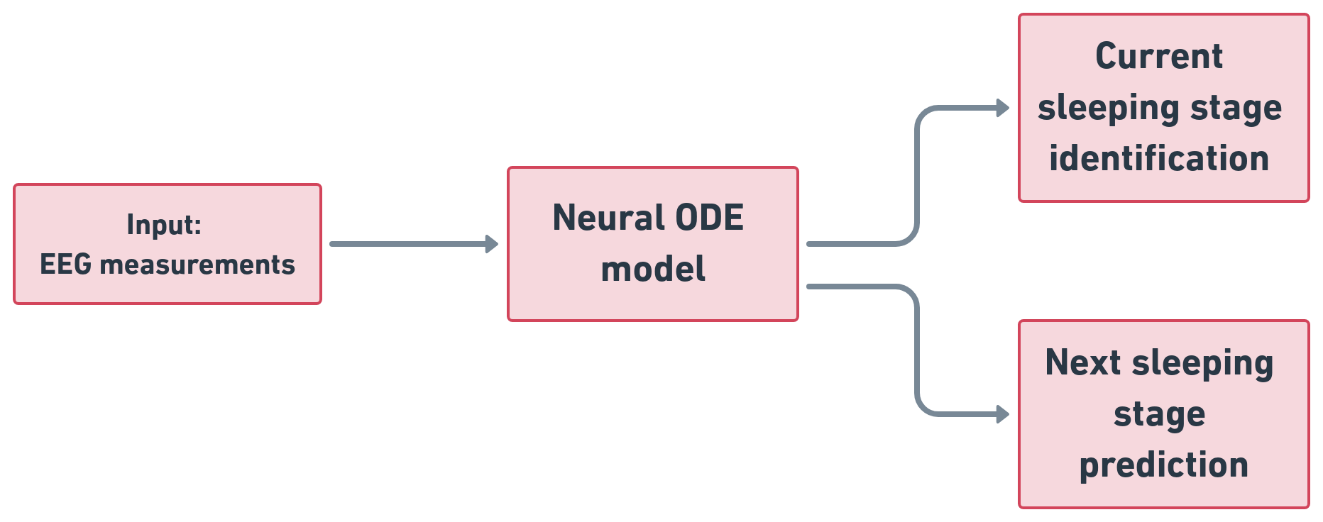 Input:
EEG measurements
Neural ODE
model
Current
sleeping stage
identification
Next sleeping
stage
prediction